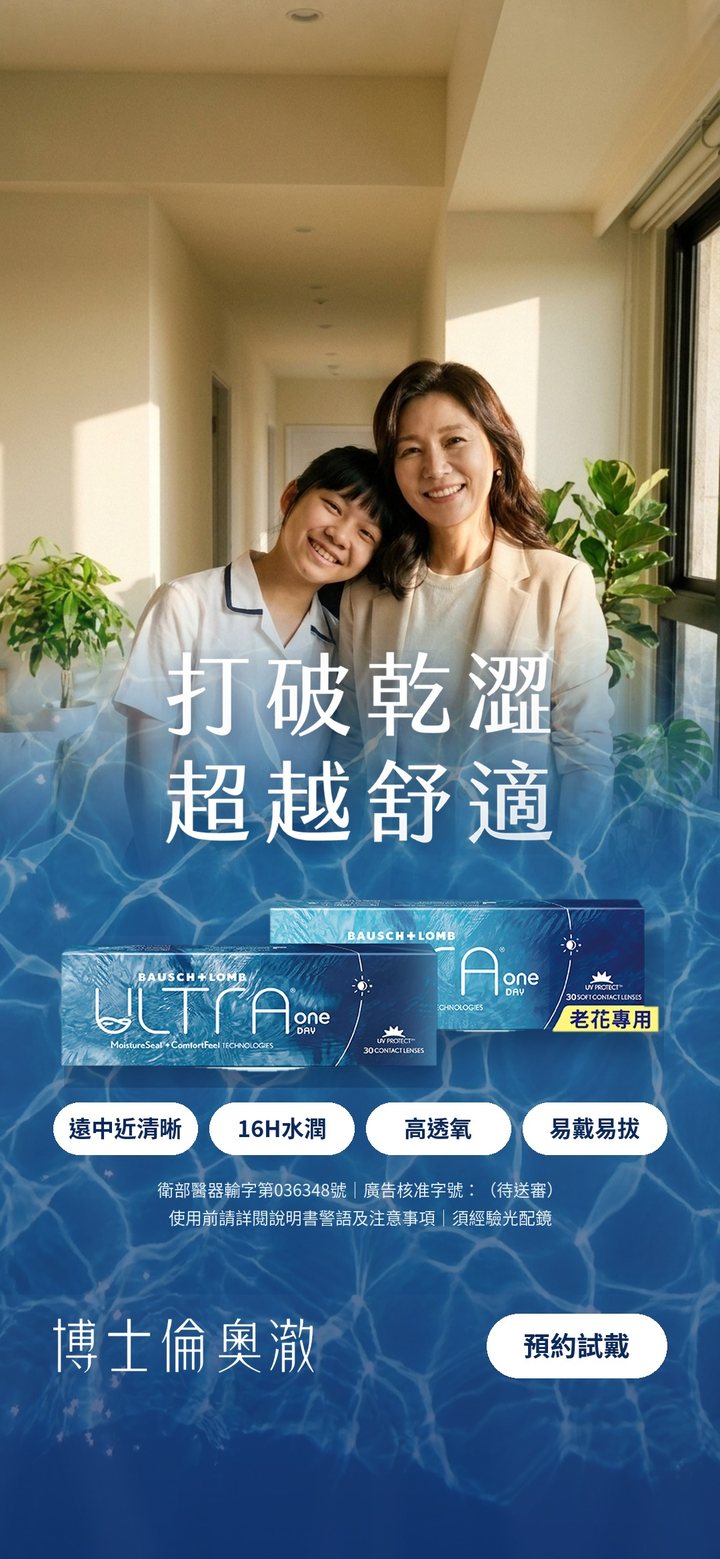 打破乾澀
超越舒適
BAUSCH+LOMB
A one
DAY
CHNOLOGIES
UV PROTECT™
30 SOFT CONTACT LENSES
老花專用
BAUSCH+LOMB
ULTRA® one
DAY
MoistureSeal®+ComfortFeel TECHNOLOGIES
UV PROTECT™
30 CONTACT LENSES
遠中近清晰
16H水潤
高透氧
易戴易拔
衛部醫器輸字第036348號｜廣告核准字號：（待送審）
使用前請詳閱說明書警語及注意事項｜須經驗光配鏡
博士倫奧澈
預約試戴